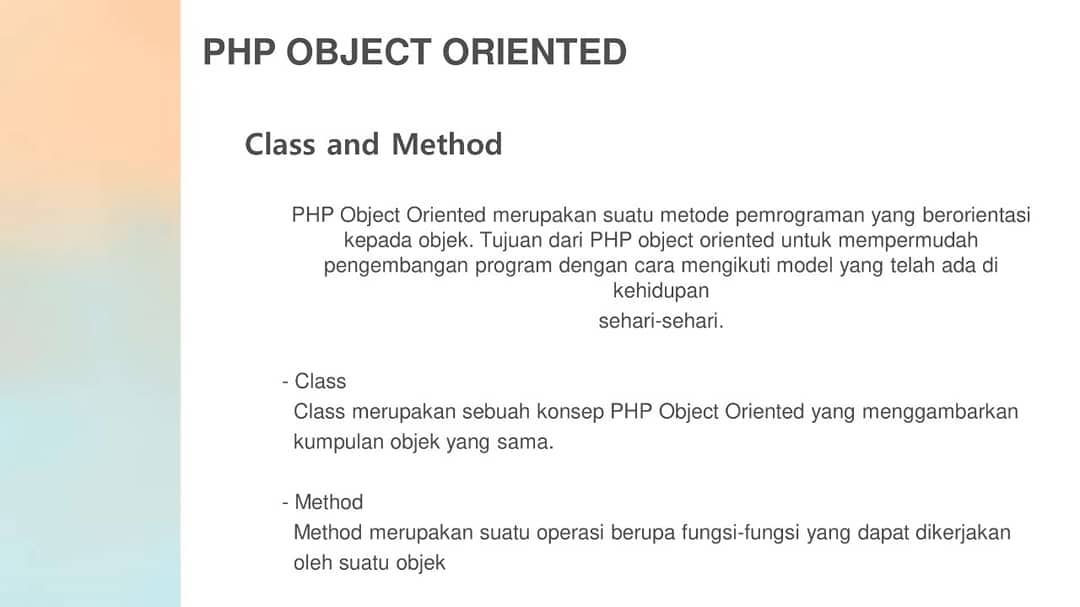 PHP OBJECT ORIENTED
Class and Method
PHP Object Oriented merupakan suatu metode pemrograman yang berorientasi
kepada objek. Tujuan dari PHP object oriented untuk mempermudah
pengembangan program dengan cara mengikuti model yang telah ada di
kehidupan
sehari-sehari.
- Class
Class merupakan sebuah konsep PHP Object Oriented yang menggambarkan
kumpulan objek yang sama.
- Method
Method merupakan suatu operasi berupa fungsi-fungsi yang dapat dikerjakan
oleh suatu objek